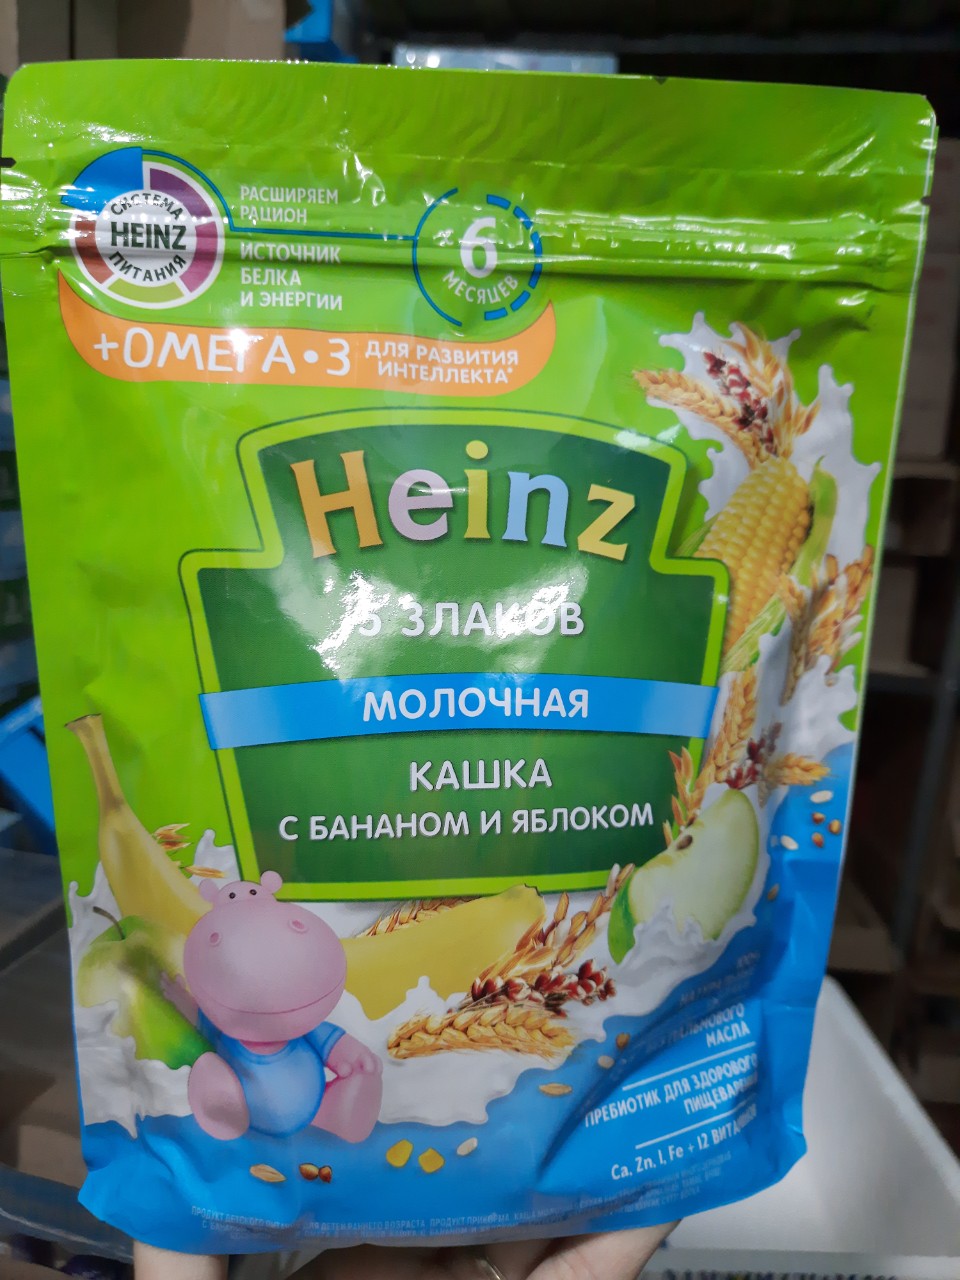 СИСТЕМА
HEINZ
ПИТАНИЯ
РАСШИРЯЕМ
РАЦИОН
ИСТОЧНИК
БЕЛКА
И ЭНЕРГИИ
с 6
МЕСЯЦЕВ
+ОМЕГА•3
ДЛЯ РАЗВИТИЯ
ИНТЕЛЛЕКТА*
Heinz
5 ЗЛАКОВ
МОЛОЧНАЯ
КАШКА
С БАНАНОМ И ЯБЛОКОМ
МАСЛА
ПРЕБИОТИК ДЛЯ ЗДОРОВОГО
ПИЩЕВАРЕНИЯ
Ca, Zn, I, Fe + 12